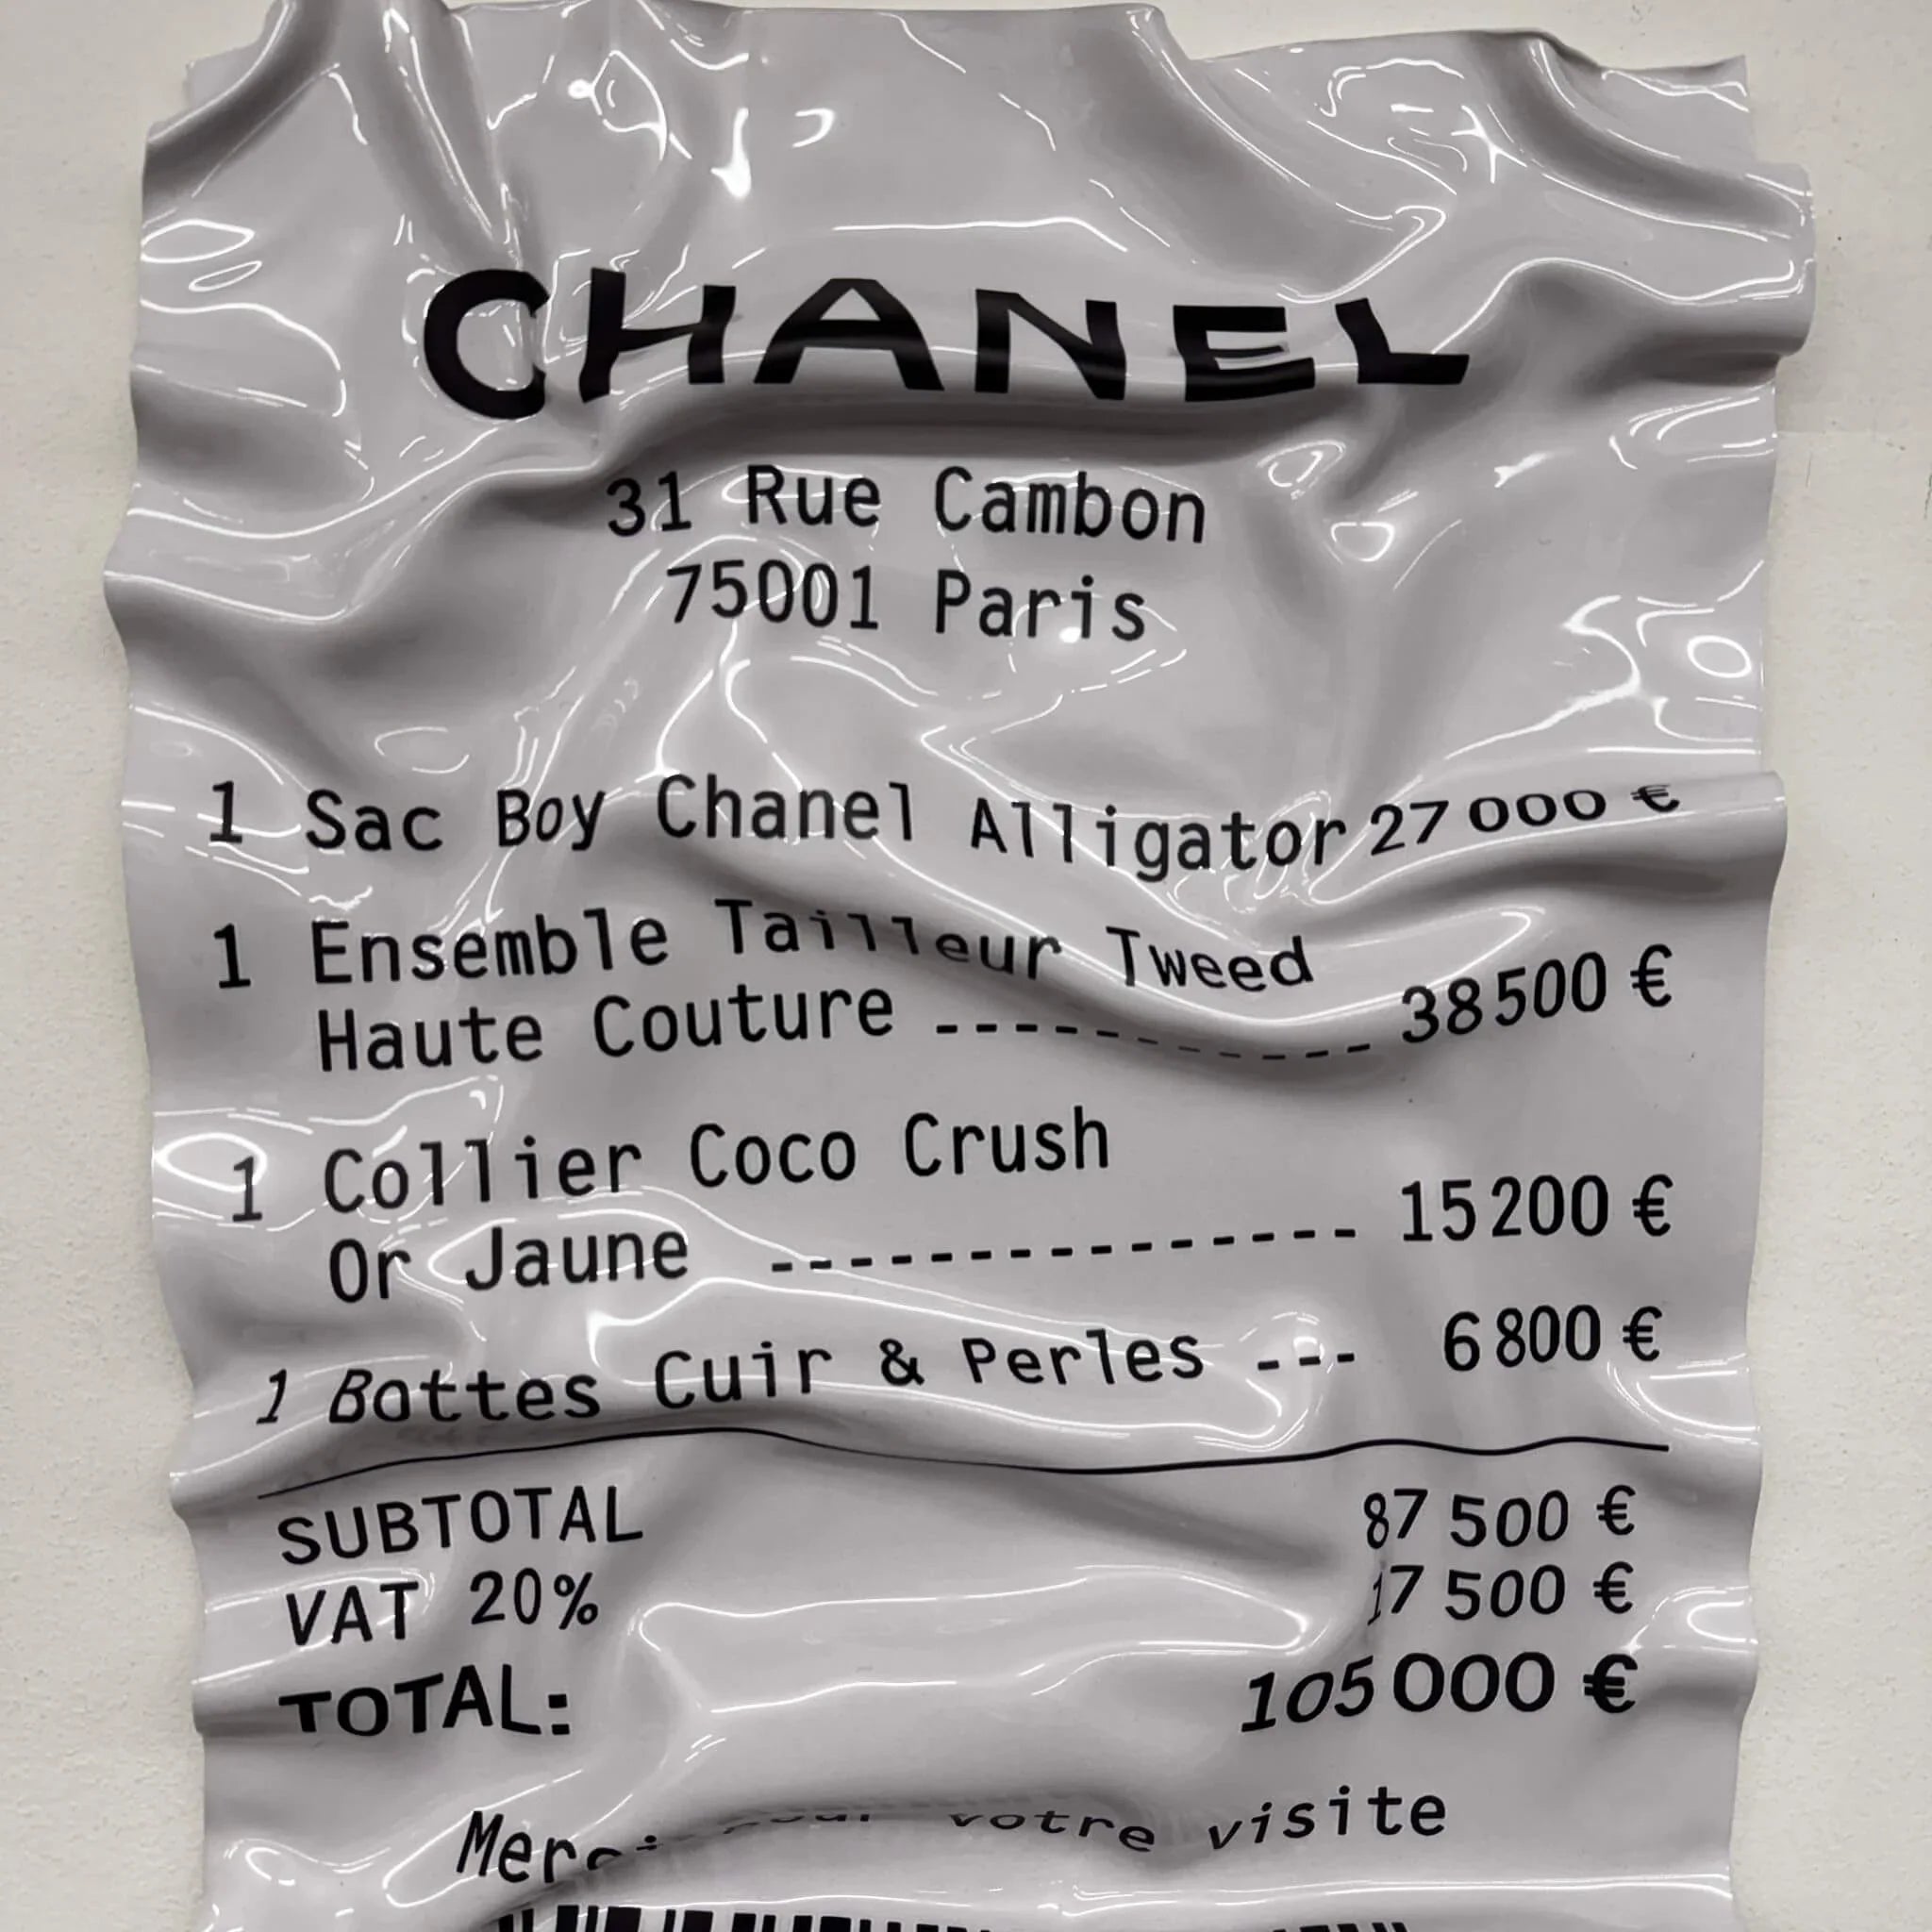 CHANEL
31 Rue Cambon
75001 Paris
1 Sac Boy Chanel Alligator 27 000 €
1 Ensemble Tailleur Tweed
Haute Couture ------------ 38 500 €
1 Collier Coco Crush
Or Jaune --------------- 15 200 €
1 Bottes Cuir & Perles --- 6 800 €
SUBTOTAL 87 500 €
VAT 20% 17 500 €
TOTAL: 105 000 €
Merci pour votre visite